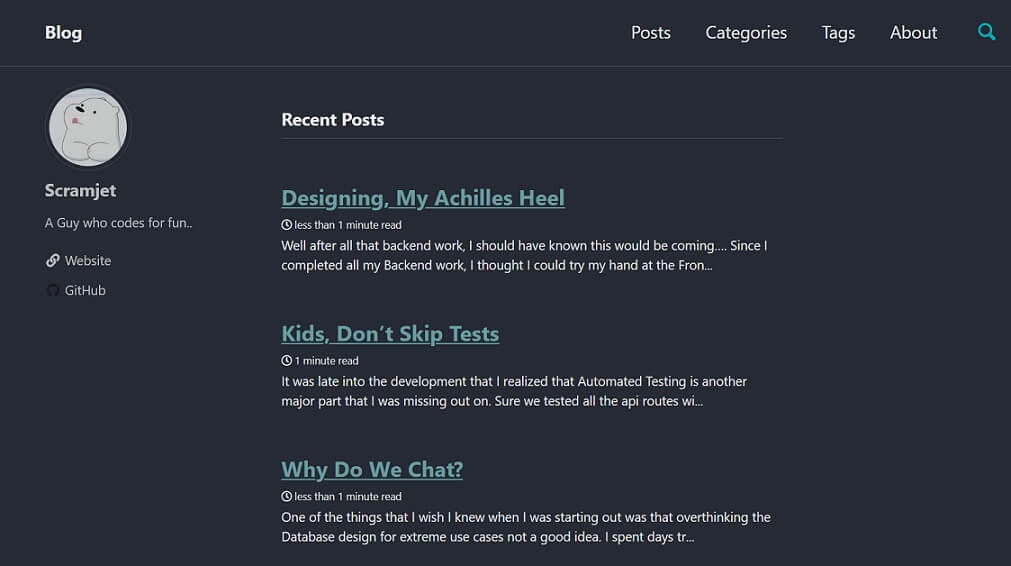 Blog
Posts Categories Tags About
Scramjet
A Guy who codes for fun..
Website
GitHub
Recent Posts
Designing, My Achilles Heel
less than 1 minute read
Well after all that backend work, I should have known this would be coming.... Since I
completed all my Backend work, I thought I could try my hand at the Fron...
Kids, Don’t Skip Tests
1 minute read
It was late into the development that I realized that Automated Testing is another
major part that I was missing out on. Sure we tested all the api routes wi...
Why Do We Chat?
less than 1 minute read
One of the things that I wish I knew when I was starting out was that overthinking the
Database design for extreme use cases not a good idea. I spent days tr...